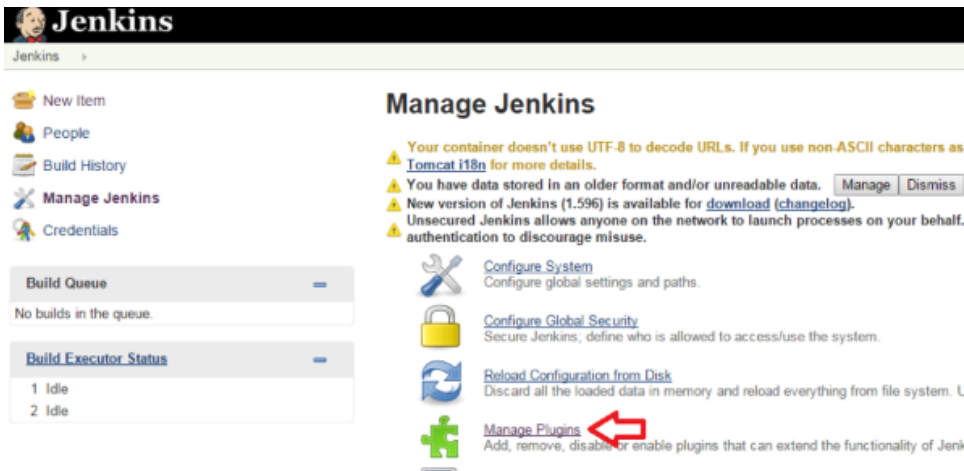 Jenkins
Jenkins
New Item
People
Build History
Manage Jenkins
Credentials
Build Queue
No builds in the queue.
Build Executor Status
1 Idle
2 Idle
Manage Jenkins
Your container doesn't use UTF-8 to decode URLs. If you use non-ASCII characters as
Tomcat i18n for more details.
You have data stored in an older format and/or unreadable data. Manage Dismiss
New version of Jenkins (1.596) is available for download (changelog).
Unsecured Jenkins allows anyone on the network to launch processes on your behalf.
authentication to discourage misuse.
Configure System
Configure global settings and paths.
Configure Global Security
Secure Jenkins; define who is allowed to access/use the system.
Reload Configuration from Disk
Discard all the loaded data in memory and reload everything from file system. U
Manage Plugins
Add, remove, disable or enable plugins that can extend the functionality of Jenk